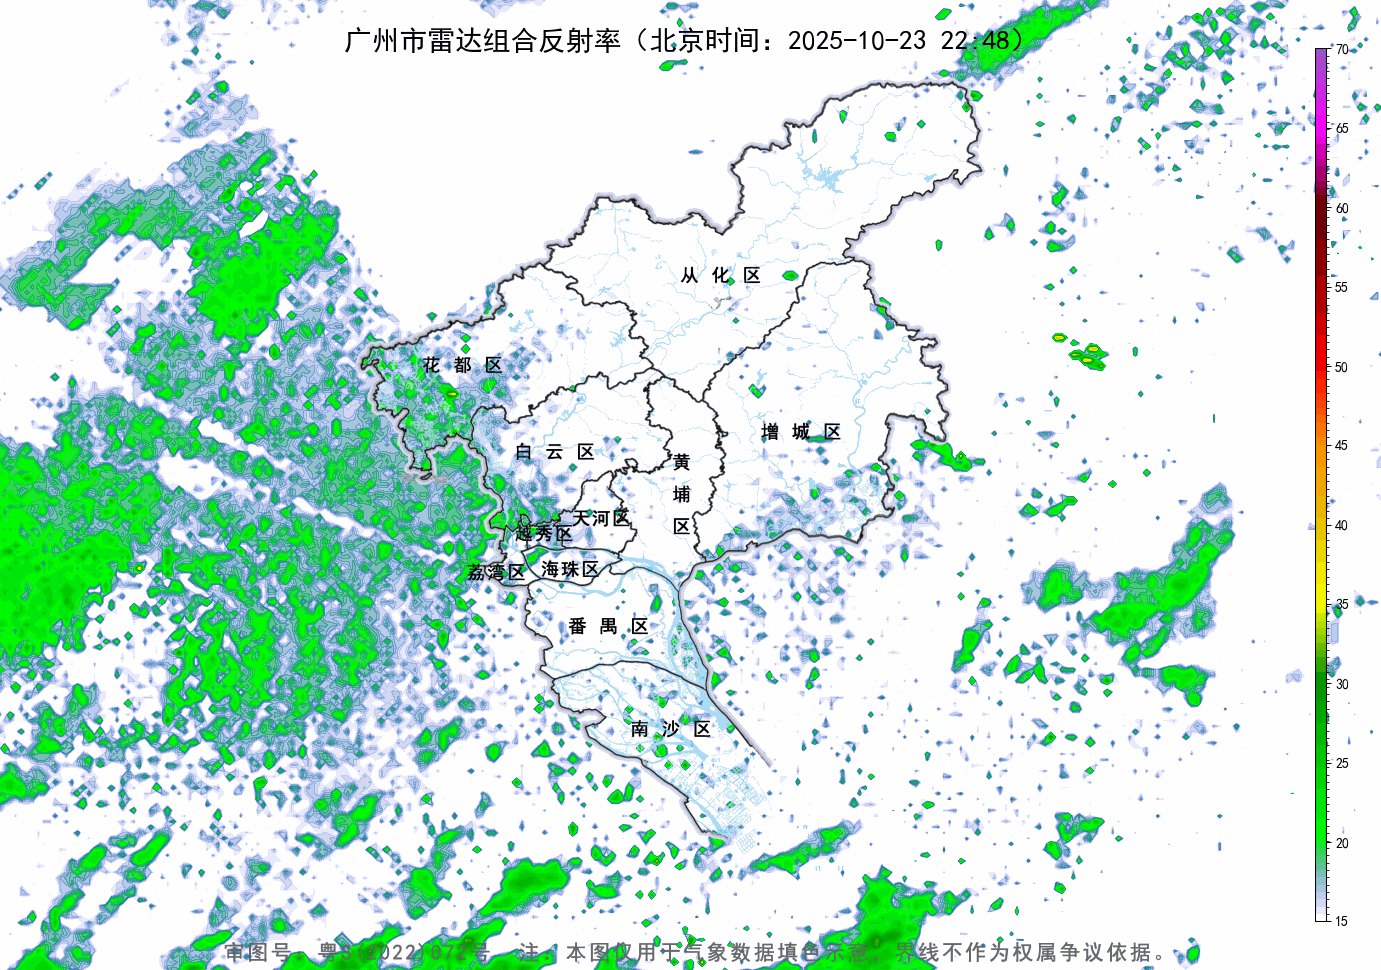 广州市雷达组合反射率（北京时间：2025-10-23 22:48）
70
65
60
55
50
45
40
35
30
25
20
15
从化区
花都区
增城区
白云区
黄埔区
天河区
越秀区
荔湾区
海珠区
番禺区
南沙区
审图号：粤S(2022)072号 注：本图仅用于气象数据填色示意，界线不作为权属争议依据。